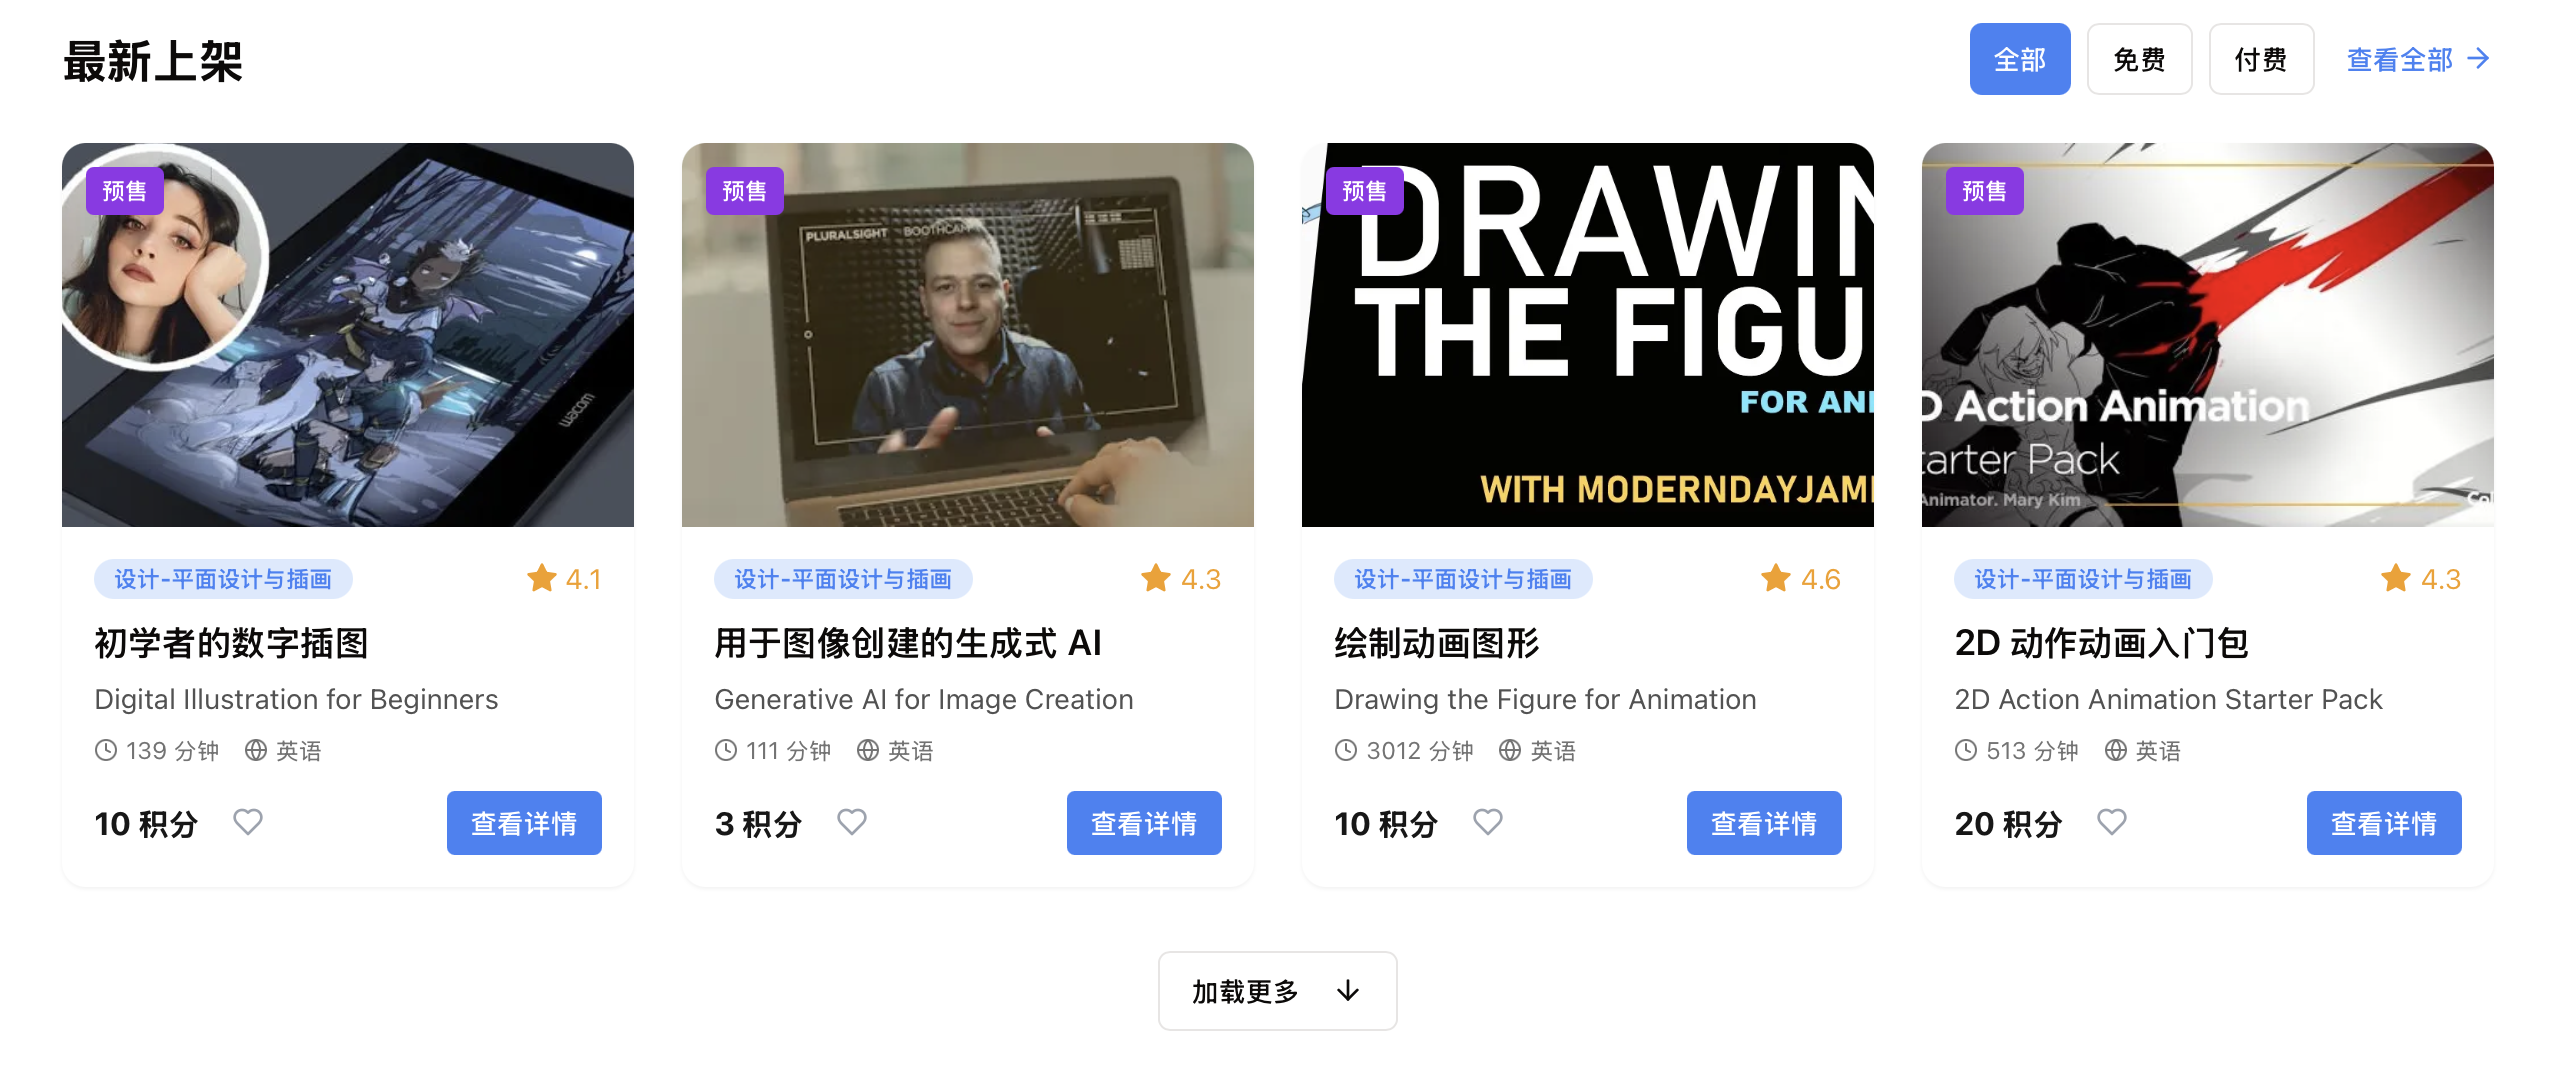 最新上架
全部
免费
付费
查看全部
预售
wacom
设计-平面设计与插画
4.1
初学者的数字插图
Digital Illustration for Beginners
139 分钟
英语
10 积分
查看详情
预售
PLURALSIGHT BOOTHCAM
设计-平面设计与插画
4.3
用于图像创建的生成式 AI
Generative AI for Image Creation
111 分钟
英语
3 积分
查看详情
预售
DRAWIN
THE FIGU
FOR ANI
WITH MODERNDAYJAM
设计-平面设计与插画
4.6
绘制动画图形
Drawing the Figure for Animation
3012 分钟
英语
10 积分
查看详情
预售
D Action Animation
tarter Pack
Animator. Mary Kim
设计-平面设计与插画
4.3
2D 动作动画入门包
2D Action Animation Starter Pack
513 分钟
英语
20 积分
查看详情
加载更多